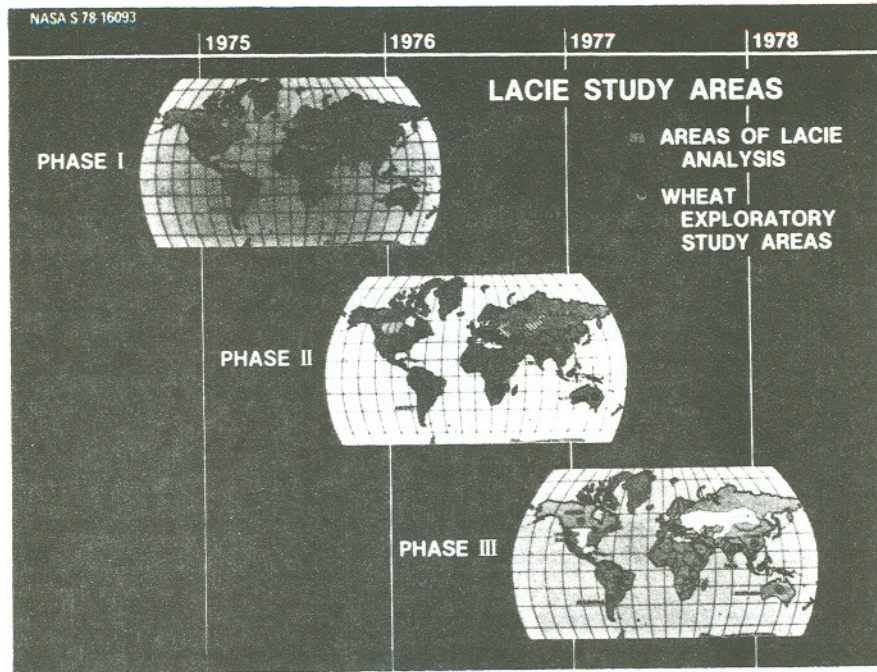 NASA S 78 16093
1975
1976
1977
1978
LACIE STUDY AREAS
AREAS OF LACIE
ANALYSIS
WHEAT
EXPLORATORY
STUDY AREAS
PHASE I
PHASE II
PHASE III